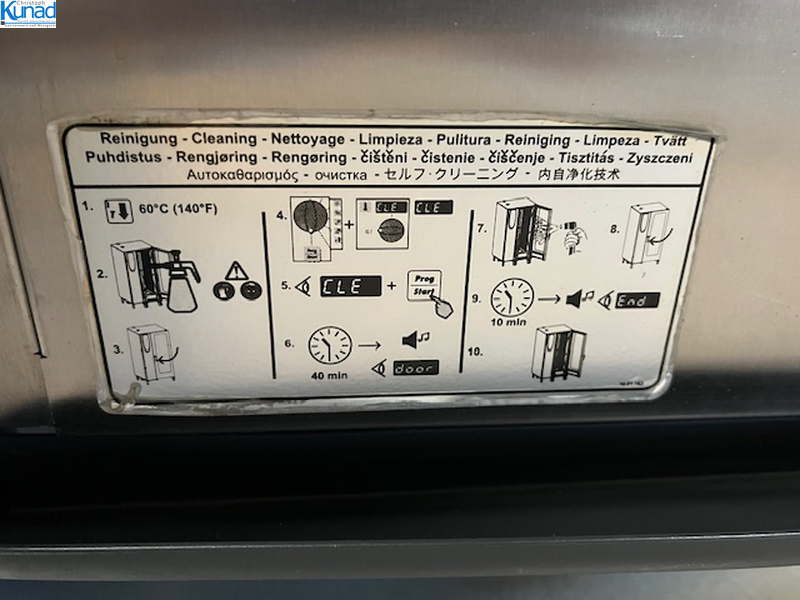 Christoph
Kunad
Reinigung - Cleaning - Nettoyage - Limpieza - Pulitura - Reiniging - Limpeza - Tvätt
Puhdistus - Rengjøring - Rengøring - čištěni - čistenie - čiščenje - Tisztitás - Zyszczeni
Αυτοκαθαρισμός - очистка - セルフ・クリーニング - 内自净化技术
1. 60°C (140°F)
2.
3.
4. + CLE CLE
5. CLE + Prog
Start
6.
40 min
door
7.
8.
9. End
10 min
10.